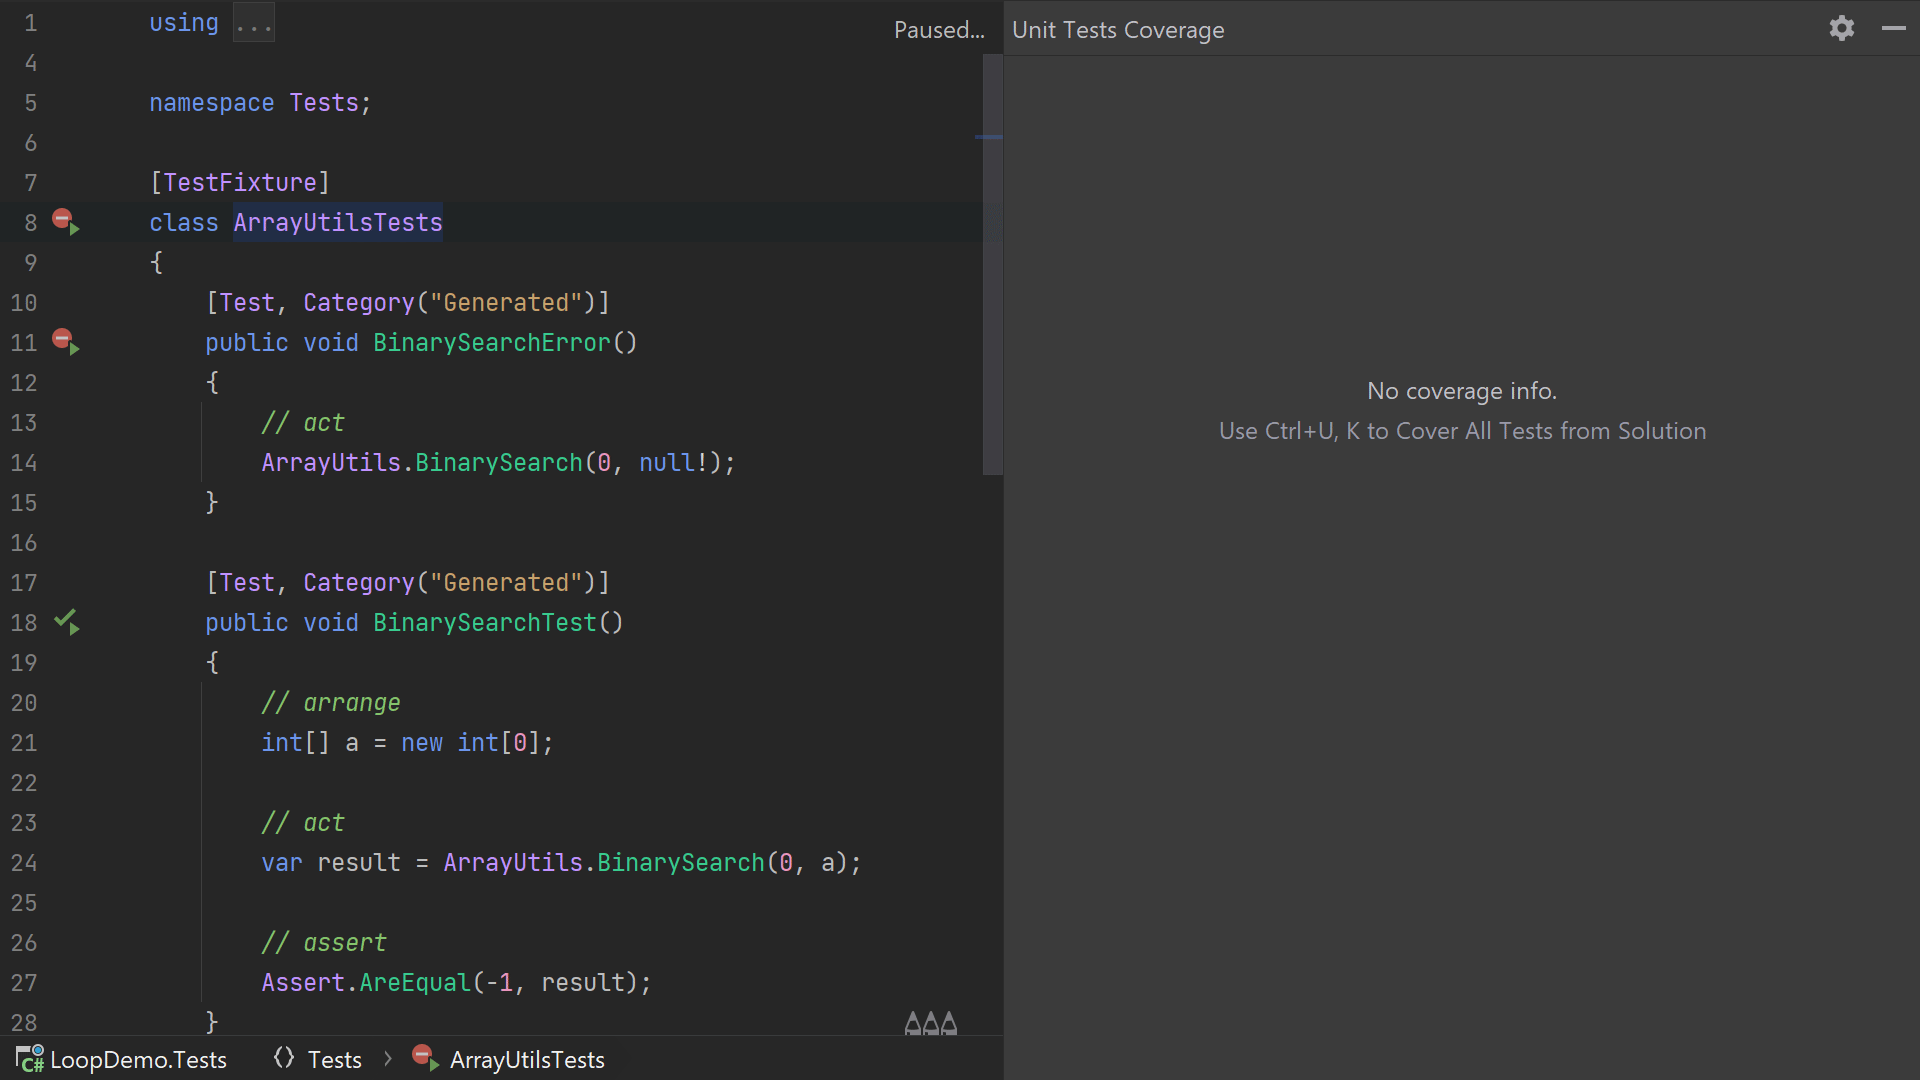 1 using ...
4
5 namespace Tests;
6
7 [TestFixture]
8 class ArrayUtilsTests
9 {
10 [Test, Category("Generated")]
11 public void BinarySearchError()
12 {
13 // act
14 ArrayUtils.BinarySearch(0, null!);
15 }
16
17 [Test, Category("Generated")]
18 public void BinarySearchTest()
19 {
20 // arrange
21 int[] a = new int[0];
22
23 // act
24 var result = ArrayUtils.BinarySearch(0, a);
25
26 // assert
27 Assert.AreEqual(-1, result);
28 }
Paused...
C# LoopDemo.Tests {} Tests > ArrayUtilsTests
Unit Tests Coverage
No coverage info.
Use Ctrl+U, K to Cover All Tests from Solution